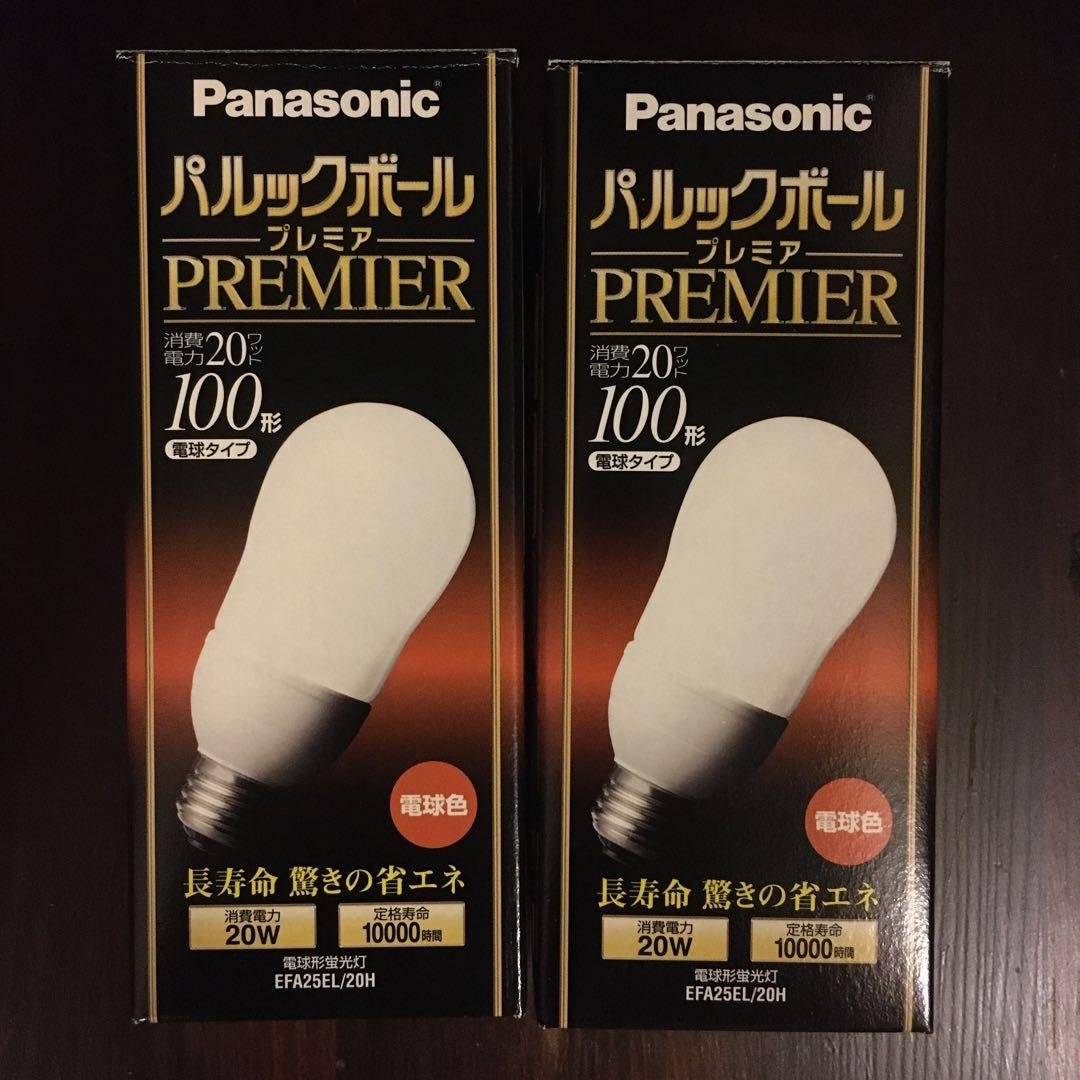 Panasonic®
パルックボール
プレミア
PREMIER
消費電力20ワット
100形
電球タイプ
電球色
長寿命 驚きの省エネ
消費電力
20W
定格寿命
10000時間
電球形蛍光灯
EFA25EL/20H
Panasonic®
パルックボール
プレミア
PREMIER
消費電力20ワット
100形
電球タイプ
電球色
長寿命 驚きの省エネ
消費電力
20W
定格寿命
10000時間
電球形蛍光灯
EFA25EL/20H